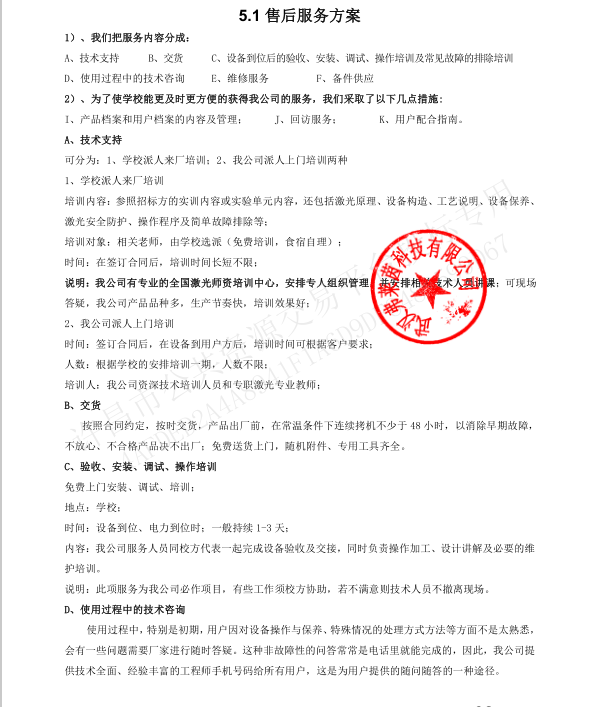 5.1 售后服务方案
1）、我们把服务内容分成:
A、技术支持 B、交货 C、设备到位后的验收、安装、调试、操作培训及常见故障的排除培训
D、使用过程中的技术咨询 E、维修服务 F、备件供应
2）、为了使学校能更及时更方便的获得我公司的服务，我们采取了以下几点措施:
I、产品档案和用户档案的内容及管理； J、回访服务； K、用户配合指南。
A、技术支持
可分为：1、学校派人来厂培训；2、我公司派人上门培训两种
1、学校派人来厂培训
培训内容：参照招标方的实训内容或实验单元内容，还包括激光原理、设备构造、工艺说明、设备保养、
激光安全防护、操作程序及简单故障排除等；
培训对象：相关老师，由学校选派（免费培训，食宿自理）；
时间：在签订合同后，培训时间长短不限；
说明：我公司有专业的全国激光师资培训中心，安排专人组织管理，并安排相关技术人员讲课；可现场
答疑，我公司产品品种多，生产节奏快，培训效果好；
2、我公司派人上门培训
时间：签订合同后，在设备到用户方后，培训时间可根据客户要求；
人数：根据学校的安排培训一期，人数不限；
培训人：我公司资深技术培训人员和专职激光专业教师；
B、交货
按照合同约定，按时交货，产品出厂前，在常温条件下连续拷机不少于 48 小时，以消除早期故障，
不放心、不合格产品决不出厂；免费送货上门，随机附件、专用工具齐全。
C、验收、安装、调试、操作培训
免费上门安装、调试、培训；
地点：学校；
时间：设备到位、电力到位时；一般持续 1-3 天；
内容：我公司服务人员同校方代表一起完成设备验收及交接，同时负责操作加工、设计讲解及必要的维
护培训。
说明：此项服务为我公司必作项目，有些工作须校方协助，若不满意则技术人员不撤离现场。
D、使用过程中的技术咨询
使用过程中，特别是初期，用户因对设备操作与保养、特殊情况的处理方式方法等方面不是太熟悉，
会有一些问题需要厂家进行随时答疑。这种非故障性的问答常常是电话里就能完成的，因此，我公司提
供技术全面、经验丰富的工程师手机号码给所有用户，这是为用户提供的随问随答的一种途径。
武汉弗莱茵科技有限公司